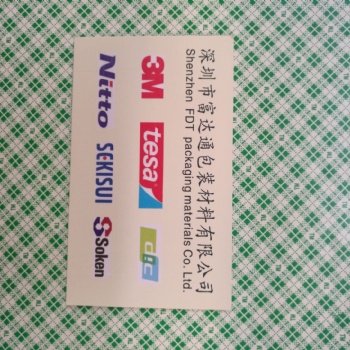 深圳市富达通包装材料有限公司
Shenzhen FDT packaging materials Co. Ltd.
3M tesa dic
Nitto SEKISUI Soken